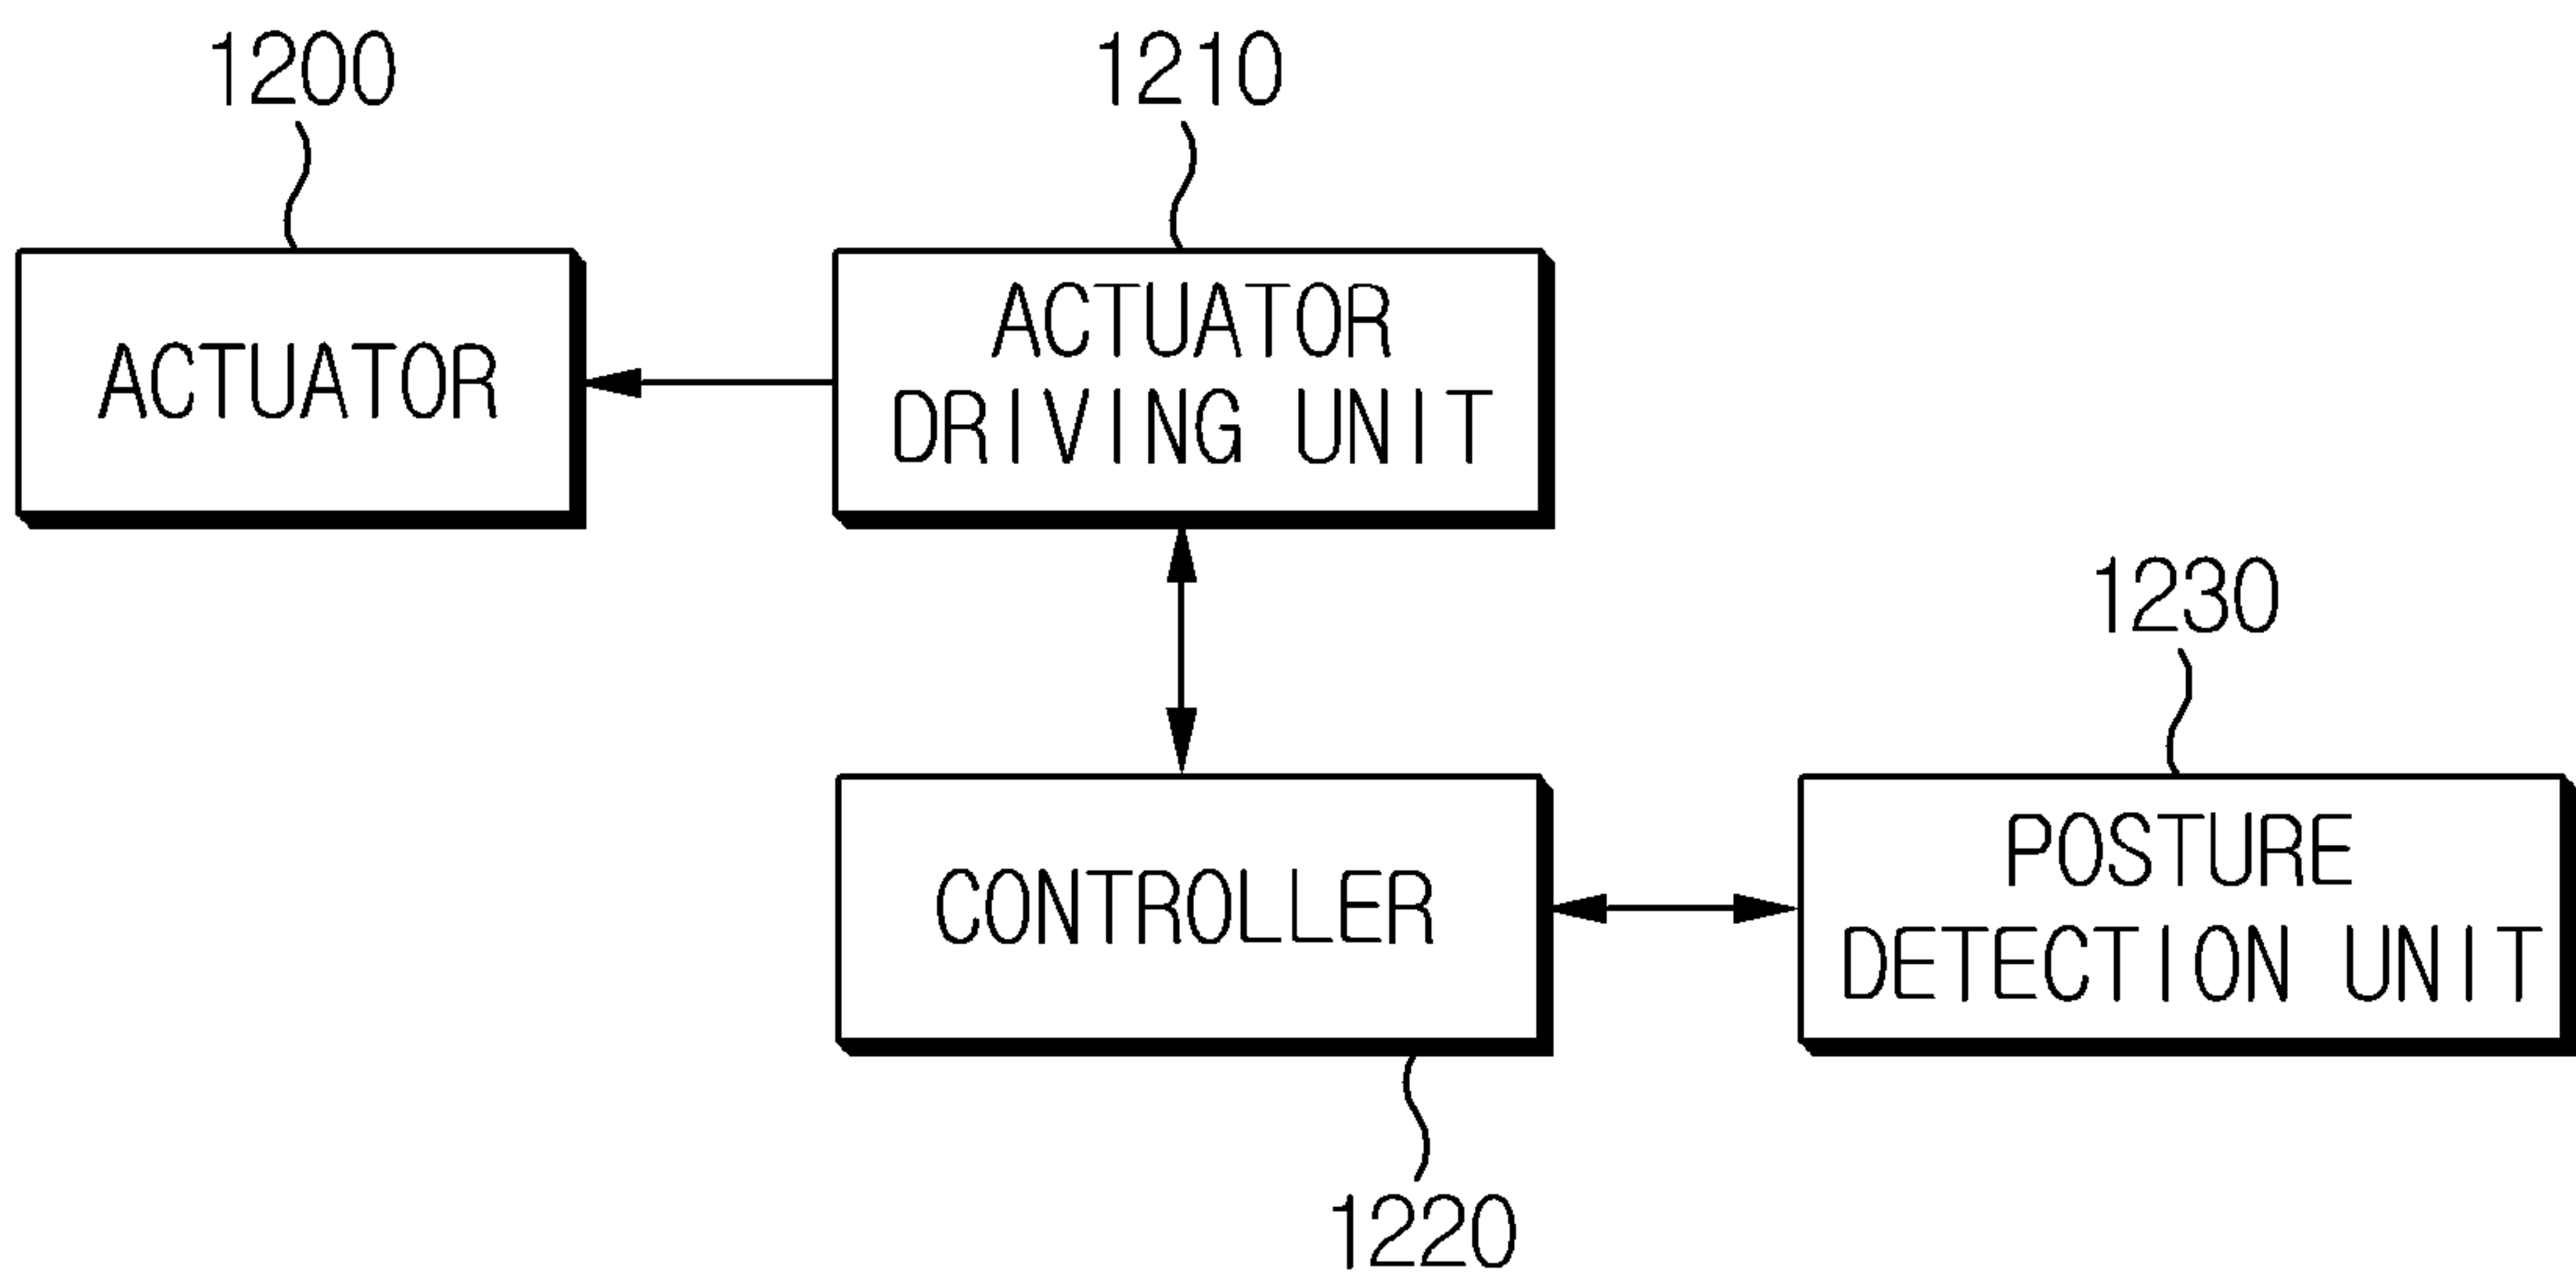 1200
1210
ACTUATOR
ACTUATOR
DRIVING UNIT
1230
CONTROLLER
POSTURE
DETECTION UNIT
1220